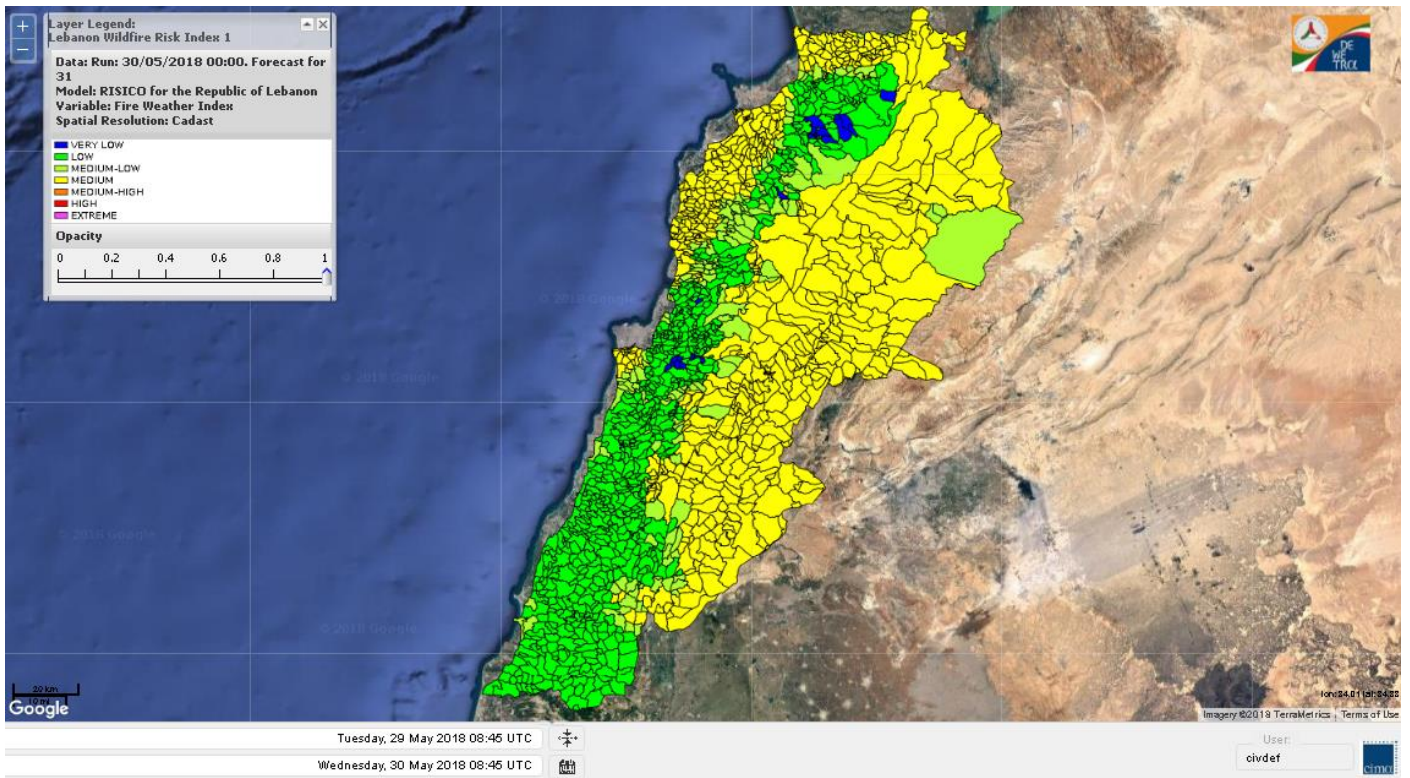 +
−
Layer Legend:
Lebanon Wildfire Risk Index 1
Data: Run: 30/05/2018 00:00. Forecast for
31
Model: RISICO for the Republic of Lebanon
Variable: Fire Weather Index
Spatial Resolution: Cadast
VERY LOW
LOW
MEDIUM-LOW
MEDIUM
MEDIUM-HIGH
HIGH
EXTREME
Opacity
0 0.2 0.4 0.6 0.8 1
DE
WE
TRα
© 2018 Google
© 2018 Google
© 2018 Google
© 2018 Google
20 km
Google
Imagery ©2018 TerraMetrics | Terms of Use
Tuesday, 29 May 2018 08:45 UTC
Wednesday, 30 May 2018 08:45 UTC
User:
civdef
cima